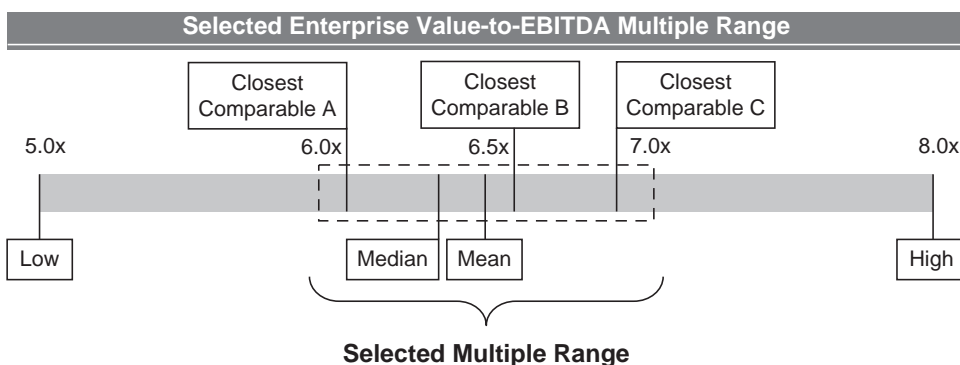 Selected Enterprise Value-to-EBITDA Multiple Range
Closest
Comparable A
Closest
Comparable B
Closest
Comparable C
5.0x
6.0x
6.5x
7.0x
8.0x
Low
Median
Mean
High
Selected Multiple Range